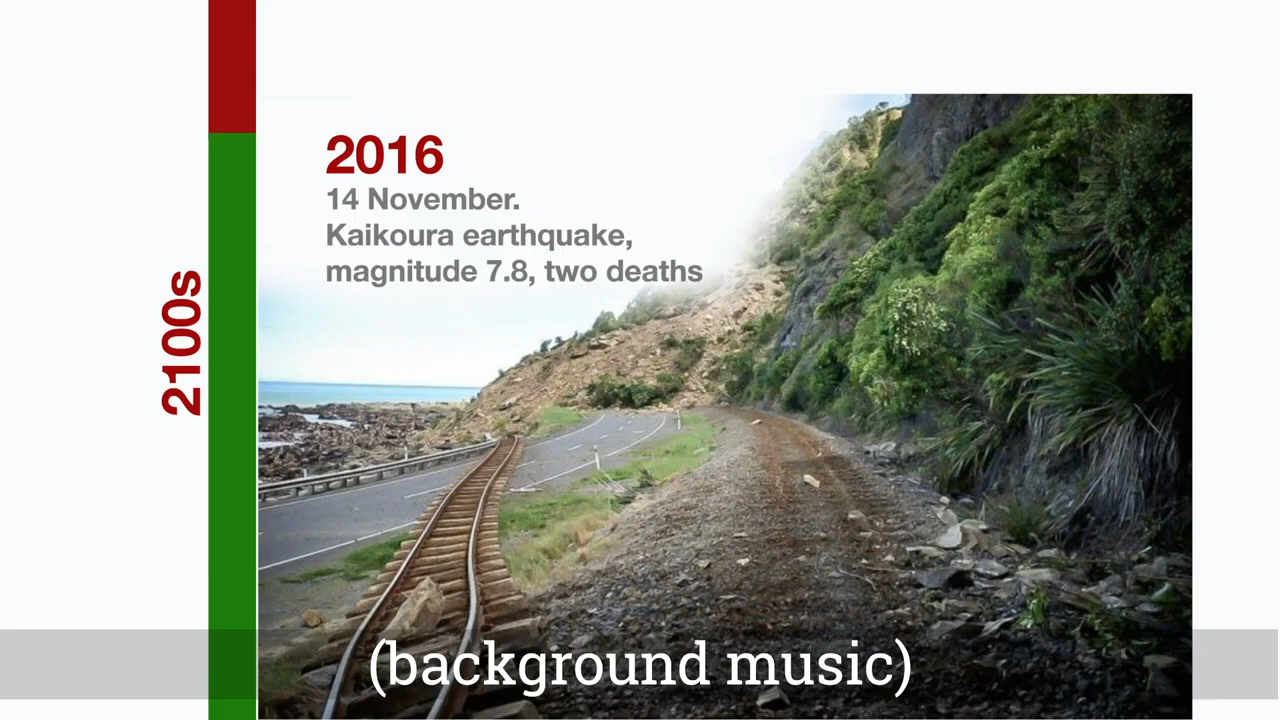 2100s
2016
14 November.
Kaikoura earthquake,
magnitude 7.8, two deaths
(background music)